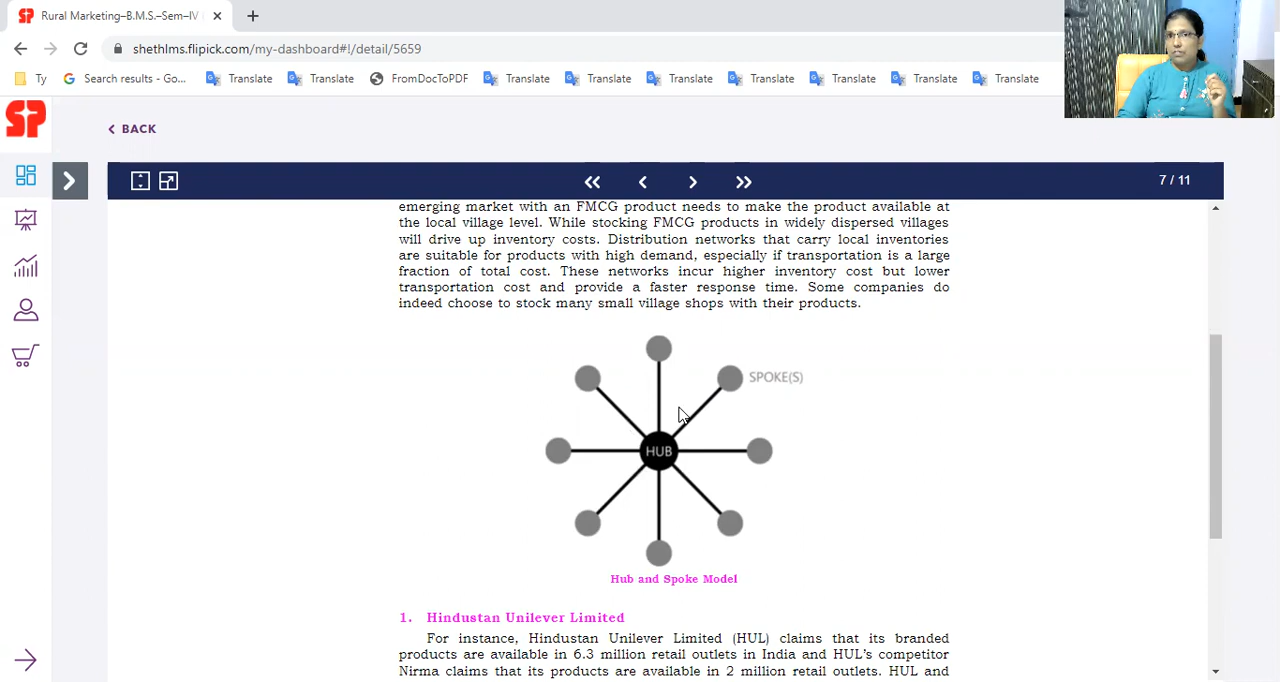 Rural Marketing–B.M.S.–Sem–IV
shethlms.flipick.com/my-dashboard#!/detail/5659
Ty Search results - Go... Translate Translate FromDocToPDF Translate Translate Translate Translate Translate Translate Translate
SP
BACK
7 / 11
emerging market with an FMCG product needs to make the product available at
the local village level. While stocking FMCG products in widely dispersed villages
will drive up inventory costs. Distribution networks that carry local inventories
are suitable for products with high demand, especially if transportation is a large
fraction of total cost. These networks incur higher inventory cost but lower
transportation cost and provide a faster response time. Some companies do
indeed choose to stock many small village shops with their products.
SPOKE(S)
HUB
Hub and Spoke Model
1. Hindustan Unilever Limited
For instance, Hindustan Unilever Limited (HUL) claims that its branded
products are available in 6.3 million retail outlets in India and HUL's competitor
Nirma claims that its products are available in 2 million retail outlets. HUL and